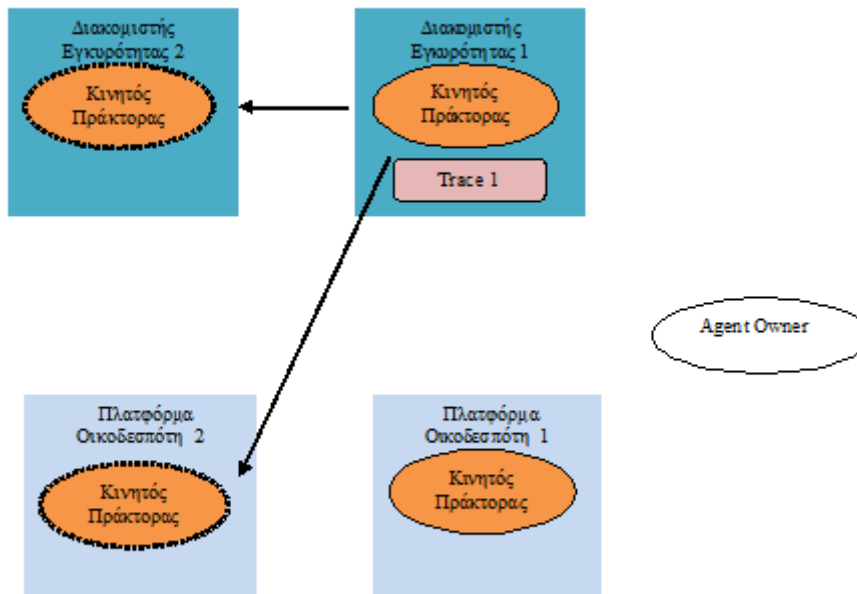 Διακομιστής
Εγκυρότητας 2
Κινητός
Πράκτορας
Διακομιστής
Εγκυρότητας 1
Κινητός
Πράκτορας
Trace 1
Agent Owner
Πλατφόρμα
Οικοδεσπότη 2
Κινητός
Πράκτορας
Πλατφόρμα
Οικοδεσπότη 1
Κινητός
Πράκτορας